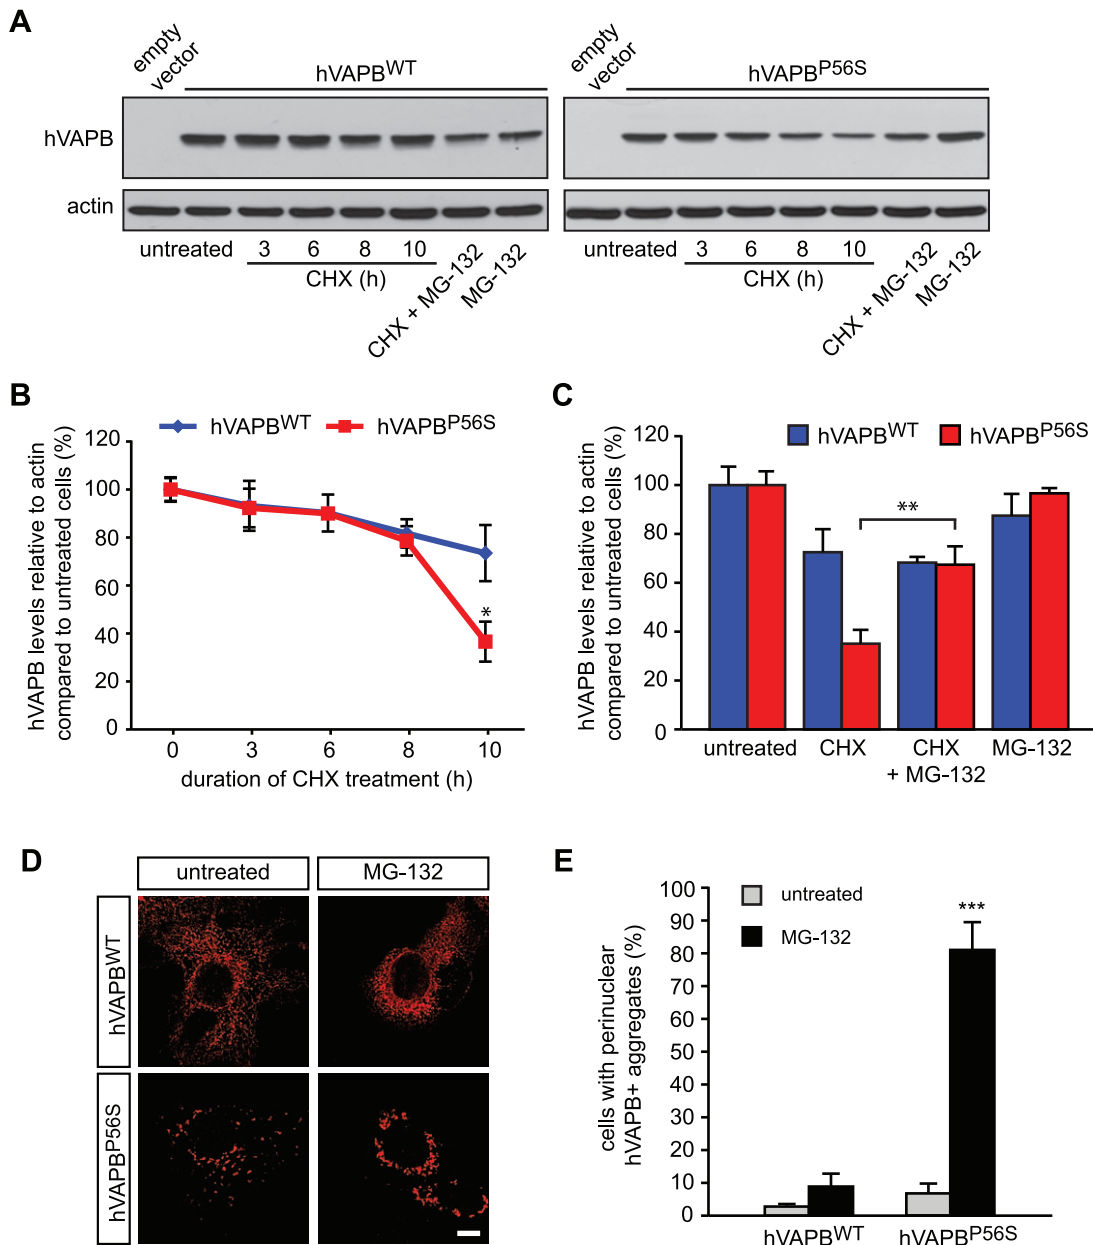 A
empty vector
hVAPBWT
empty vector
hVAPBP56S
hVAPB
actin
untreated
3
6
8
10
CHX (h)
CHX + MG-132
MG-132
untreated
3
6
8
10
CHX (h)
CHX + MG-132
MG-132
B
hVAPBWT
hVAPBP56S
hVAPB levels relative to actin
compared to untreated cells (%)
120
100
80
60
40
20
0
*
0
3
6
8
10
duration of CHX treatment (h)
C
hVAPBWT
hVAPBP56S
hVAPB levels relative to actin
compared to untreated cells (%)
120
100
80
60
40
20
0
**
untreated
CHX
CHX
+ MG-132
MG-132
D
untreated
MG-132
hVAPBWT
hVAPBP56S
E
untreated
MG-132
cells with perinuclear
hVAPB+ aggregates (%)
100
90
80
70
60
50
40
30
20
10
0
***
hVAPBWT
hVAPBP56S